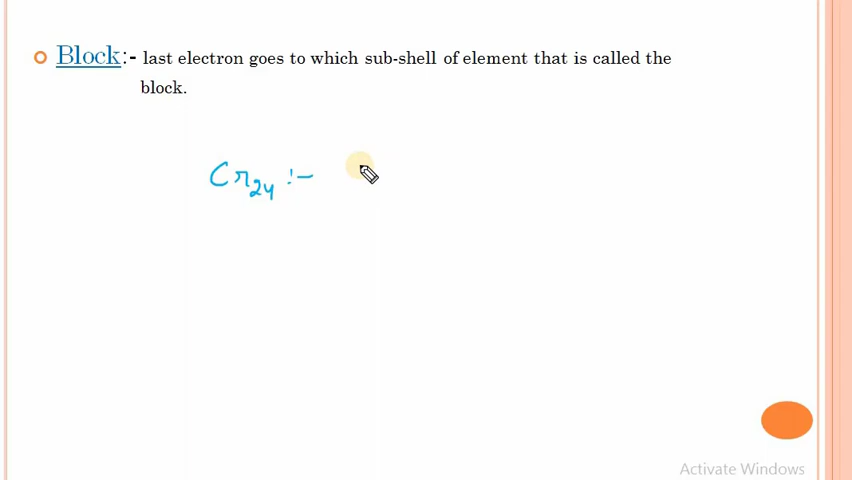 Block:- last electron goes to which sub-shell of element that is called the
block.
Cr₂₄ :-
Activate Windows